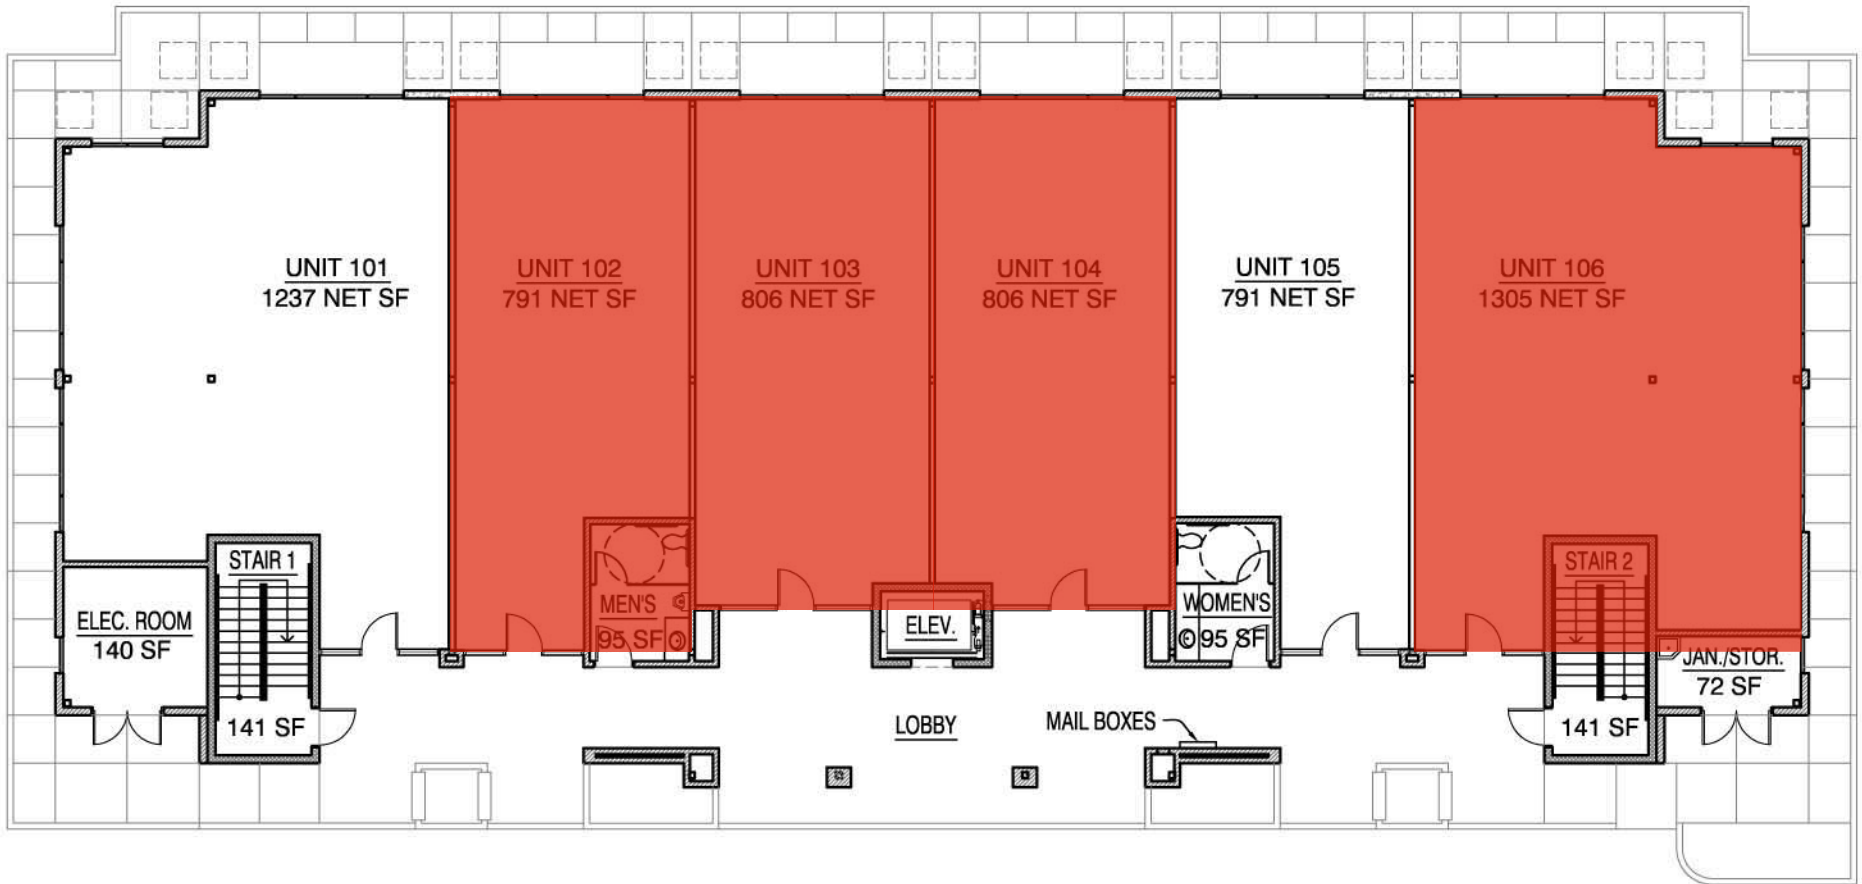 UNIT 101
1237 NET SF
UNIT 102
791 NET SF
UNIT 103
806 NET SF
UNIT 104
806 NET SF
UNIT 105
791 NET SF
UNIT 106
1305 NET SF
STAIR 1
141 SF
ELEC. ROOM
140 SF
MEN'S
95 SF
ELEV.
WOMEN'S
95 SF
STAIR 2
141 SF
JAN./STOR.
72 SF
LOBBY
MAIL BOXES